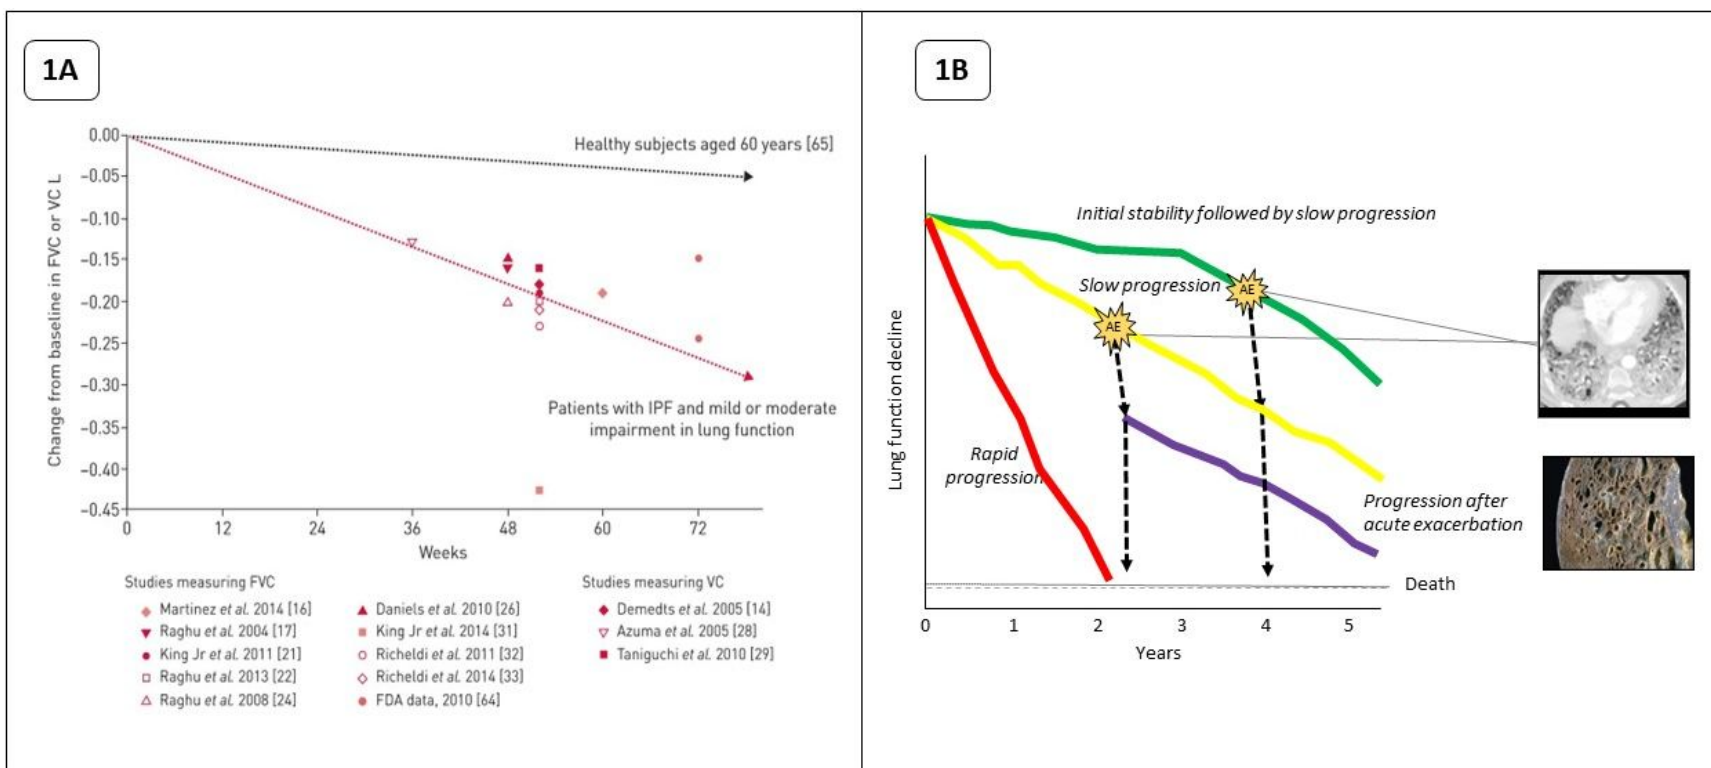 1A
0.00
−0.05
−0.10
−0.15
−0.20
−0.25
−0.30
−0.35
−0.40
−0.45
Change from baseline in FVC or VC L
Healthy subjects aged 60 years [65]
Patients with IPF and mild or moderate
impairment in lung function
0 12 24 36 48 60 72
Weeks
Studies measuring FVC
Martinez et al. 2014 [16]
Raghu et al. 2004 [17]
King Jr et al. 2011 [21]
Raghu et al. 2013 [22]
Raghu et al. 2008 [24]
Daniels et al. 2010 [26]
King Jr et al. 2014 [31]
Richeldi et al. 2011 [32]
Richeldi et al. 2014 [33]
FDA data, 2010 [64]
Studies measuring VC
Demedts et al. 2005 [14]
Azuma et al. 2005 [28]
Taniguchi et al. 2010 [29]
1B
Lung function decline
Initial stability followed by slow progression
Slow progression
AE
AE
Rapid
progression
Progression after
acute exacerbation
Death
0 1 2 3 4 5
Years